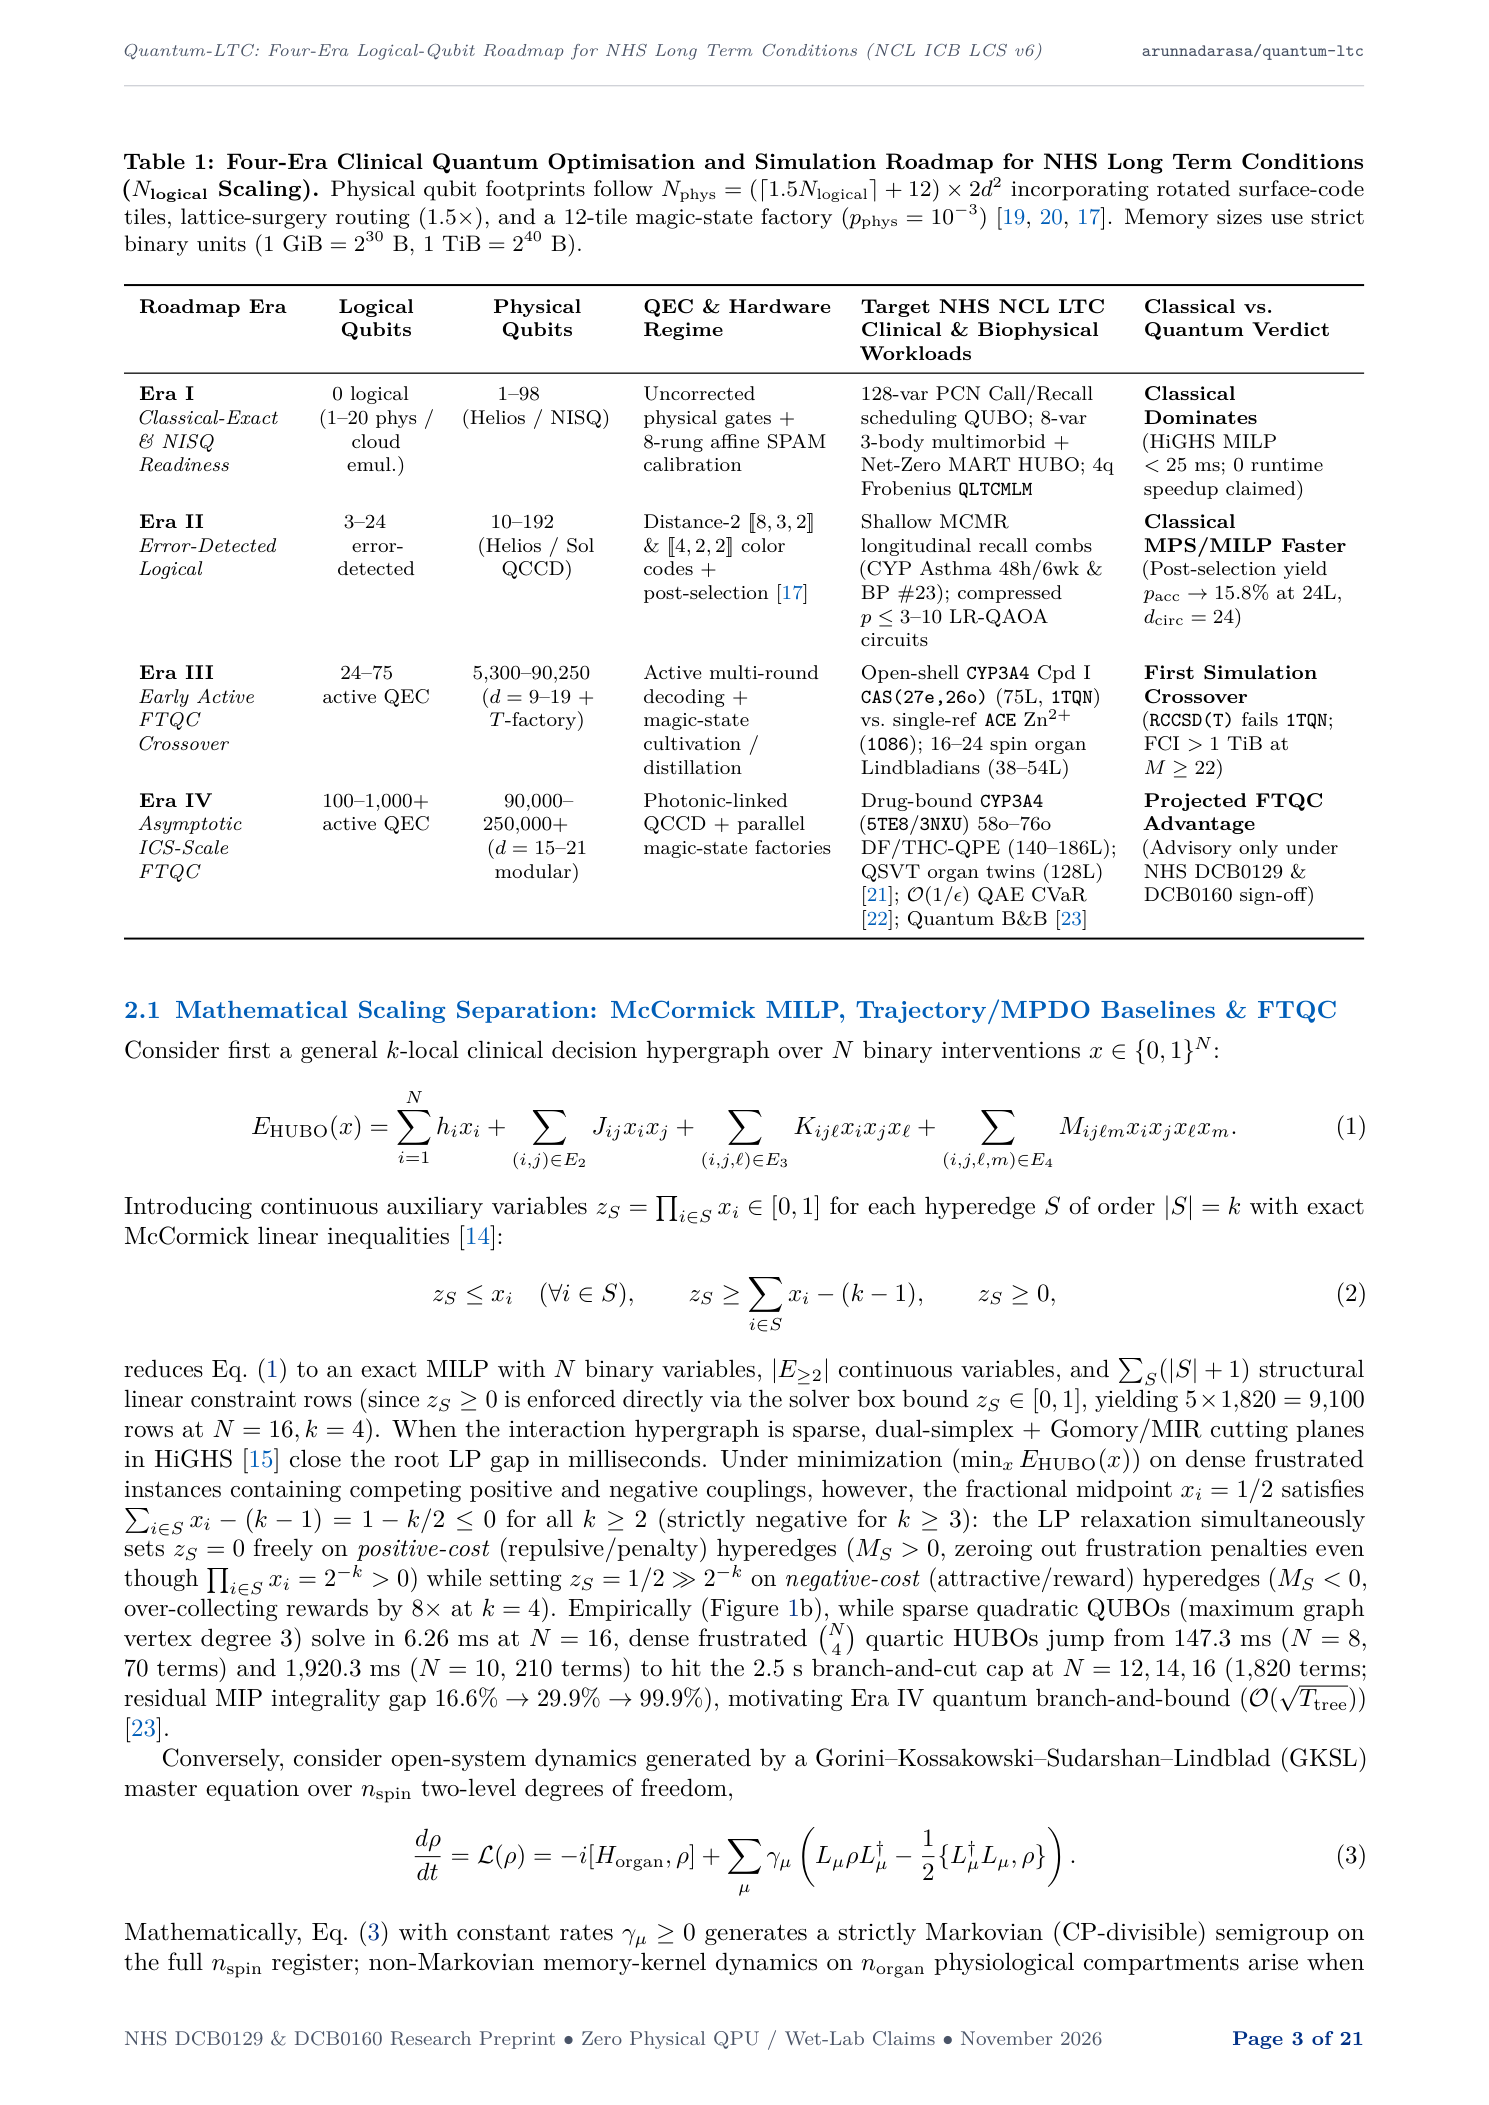 Quantum-LTC: Four-Era Logical-Qubit Roadmap for NHS Long Term Conditions (NCL ICB LCS v6) arunnadarasa/quantum-ltc
Table 1: Four-Era Clinical Quantum Optimisation and Simulation Roadmap for NHS Long Term Conditions
(N_logical Scaling). Physical qubit footprints follow N_phys = (⌈1.5N_logical⌉ + 12) × 2d² incorporating rotated surface-code
tiles, lattice-surgery routing (1.5×), and a 12-tile magic-state factory (p_phys = 10⁻³) [19, 20, 17]. Memory sizes use strict
binary units (1 GiB = 2³⁰ B, 1 TiB = 2⁴⁰ B).
Roadmap Era
Logical
Qubits
Physical
Qubits
QEC & Hardware
Regime
Target NHS NCL LTC
Clinical & Biophysical
Workloads
Classical vs.
Quantum Verdict
Era I
Classical-Exact
& NISQ
Readiness
0 logical
(1–20 phys /
cloud
emul.)
1–98
(Helios / NISQ)
Uncorrected
physical gates +
8-rung affine SPAM
calibration
128-var PCN Call/Recall
scheduling QUBO; 8-var
3-body multimorbid +
Net-Zero MART HUBO; 4q
Frobenius QLTCMLM
Classical
Dominates
(HiGHS MILP
< 25 ms; 0 runtime
speedup claimed)
Era II
Error-Detected
Logical
3–24
error-
detected
10–192
(Helios / Sol
QCCD)
Distance-2 ⟦8, 3, 2⟧
& ⟦4, 2, 2⟧ color
codes +
post-selection [17]
Shallow MCMR
longitudinal recall combs
(CYP Asthma 48h/6wk &
BP #23); compressed
p ≤ 3–10 LR-QAOA
circuits
Classical
MPS/MILP Faster
(Post-selection yield
p_acc → 15.8% at 24L,
d_circ = 24)
Era III
Early Active
FTQC
Crossover
24–75
active QEC
5,300–90,250
(d = 9–19 +
T-factory)
Active multi-round
decoding +
magic-state
cultivation /
distillation
Open-shell CYP3A4 Cpd I
CAS(27e,26o) (75L, 1TQN)
vs. single-ref ACE Zn²⁺
(1O86); 16–24 spin organ
Lindbladians (38–54L)
First Simulation
Crossover
(RCCSD(T) fails 1TQN;
FCI > 1 TiB at
M ≥ 22)
Era IV
Asymptotic
ICS-Scale
FTQC
100–1,000+
active QEC
90,000–
250,000+
(d = 15–21
modular)
Photonic-linked
QCCD + parallel
magic-state factories
Drug-bound CYP3A4
(5TE8/3NXU) 58o–76o
DF/THC-QPE (140–186L);
QSVT organ twins (128L)
[21]; 𝒪(1/ϵ) QAE CVaR
[22]; Quantum B&B [23]
Projected FTQC
Advantage
(Advisory only under
NHS DCB0129 &
DCB0160 sign-off)
2.1 Mathematical Scaling Separation: McCormick MILP, Trajectory/MPDO Baselines & FTQC
Consider first a general k-local clinical decision hypergraph over N binary interventions x ∈ {0, 1}^N:
E_HUBO(x) = ∑_{i=1}^{N} h_i x_i + ∑_{(i,j)∈E_2} J_{ij} x_i x_j + ∑_{(i,j,ℓ)∈E_3} K_{ijℓ} x_i x_j x_ℓ + ∑_{(i,j,ℓ,m)∈E_4} M_{ijℓm} x_i x_j x_ℓ x_m. (1)
Introducing continuous auxiliary variables z_S = ∏_{i∈S} x_i ∈ [0, 1] for each hyperedge S of order |S| = k with exact
McCormick linear inequalities [14]:
z_S ≤ x_i (∀i ∈ S), z_S ≥ ∑_{i∈S} x_i − (k − 1), z_S ≥ 0, (2)
reduces Eq. (1) to an exact MILP with N binary variables, |E_{≥2}| continuous variables, and ∑_S(|S| + 1) structural
linear constraint rows (since z_S ≥ 0 is enforced directly via the solver box bound z_S ∈ [0, 1], yielding 5×1,820 = 9,100
rows at N = 16, k = 4). When the interaction hypergraph is sparse, dual-simplex + Gomory/MIR cutting planes
in HiGHS [15] close the root LP gap in milliseconds. Under minimization (min_x E_HUBO(x)) on dense frustrated
instances containing competing positive and negative couplings, however, the fractional midpoint x_i = 1/2 satisfies
∑_{i∈S} x_i − (k − 1) = 1 − k/2 ≤ 0 for all k ≥ 2 (strictly negative for k ≥ 3): the LP relaxation simultaneously
sets z_S = 0 freely on positive-cost (repulsive/penalty) hyperedges (M_S > 0, zeroing out frustration penalties even
though ∏_{i∈S} x_i = 2^{−k} > 0) while setting z_S = 1/2 ≫ 2^{−k} on negative-cost (attractive/reward) hyperedges (M_S < 0,
over-collecting rewards by 8× at k = 4). Empirically (Figure 1b), while sparse quadratic QUBOs (maximum graph
vertex degree 3) solve in 6.26 ms at N = 16, dense frustrated (N 4) quartic HUBOs jump from 147.3 ms (N = 8,
70 terms) and 1,920.3 ms (N = 10, 210 terms) to hit the 2.5 s branch-and-cut cap at N = 12, 14, 16 (1,820 terms;
residual MIP integrality gap 16.6% → 29.9% → 99.9%), motivating Era IV quantum branch-and-bound (𝒪(√T_tree))
[23].
Conversely, consider open-system dynamics generated by a Gorini–Kossakowski–Sudarshan–Lindblad (GKSL)
master equation over n_spin two-level degrees of freedom,
dρ/dt = ℒ(ρ) = −i[H_organ, ρ] + ∑_μ γ_μ (L_μ ρ L_μ^† − 1/2 {L_μ^† L_μ, ρ}). (3)
Mathematically, Eq. (3) with constant rates γ_μ ≥ 0 generates a strictly Markovian (CP-divisible) semigroup on
the full n_spin register; non-Markovian memory-kernel dynamics on n_organ physiological compartments arise when
NHS DCB0129 & DCB0160 Research Preprint • Zero Physical QPU / Wet-Lab Claims • November 2026 Page 3 of 21